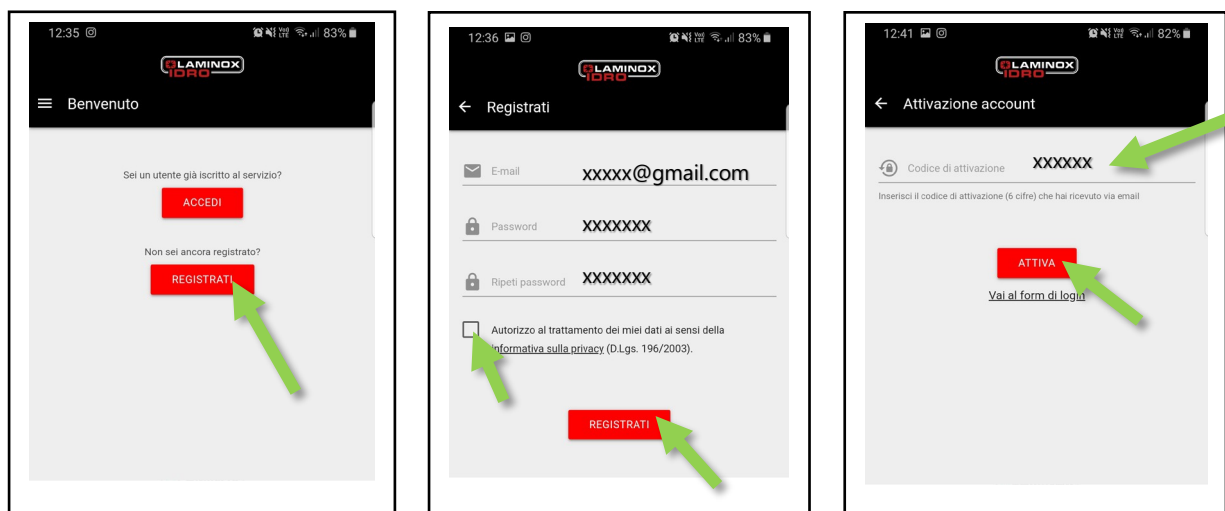 12:35 83%
LAMINOX
IDRO
Benvenuto
Sei un utente già iscritto al servizio?
ACCEDI
Non sei ancora registrato?
REGISTRATI
12:36 83%
LAMINOX
IDRO
Registrati
E-mail xxxxx@gmail.com
Password XXXXXXX
Ripeti password XXXXXXX
Autorizzo al trattamento dei miei dati ai sensi della
informativa sulla privacy (D.Lgs. 196/2003).
REGISTRATI
12:41 82%
LAMINOX
IDRO
Attivazione account
Codice di attivazione XXXXXX
Inserisci il codice di attivazione (6 cifre) che hai ricevuto via email
ATTIVA
Vai al form di login